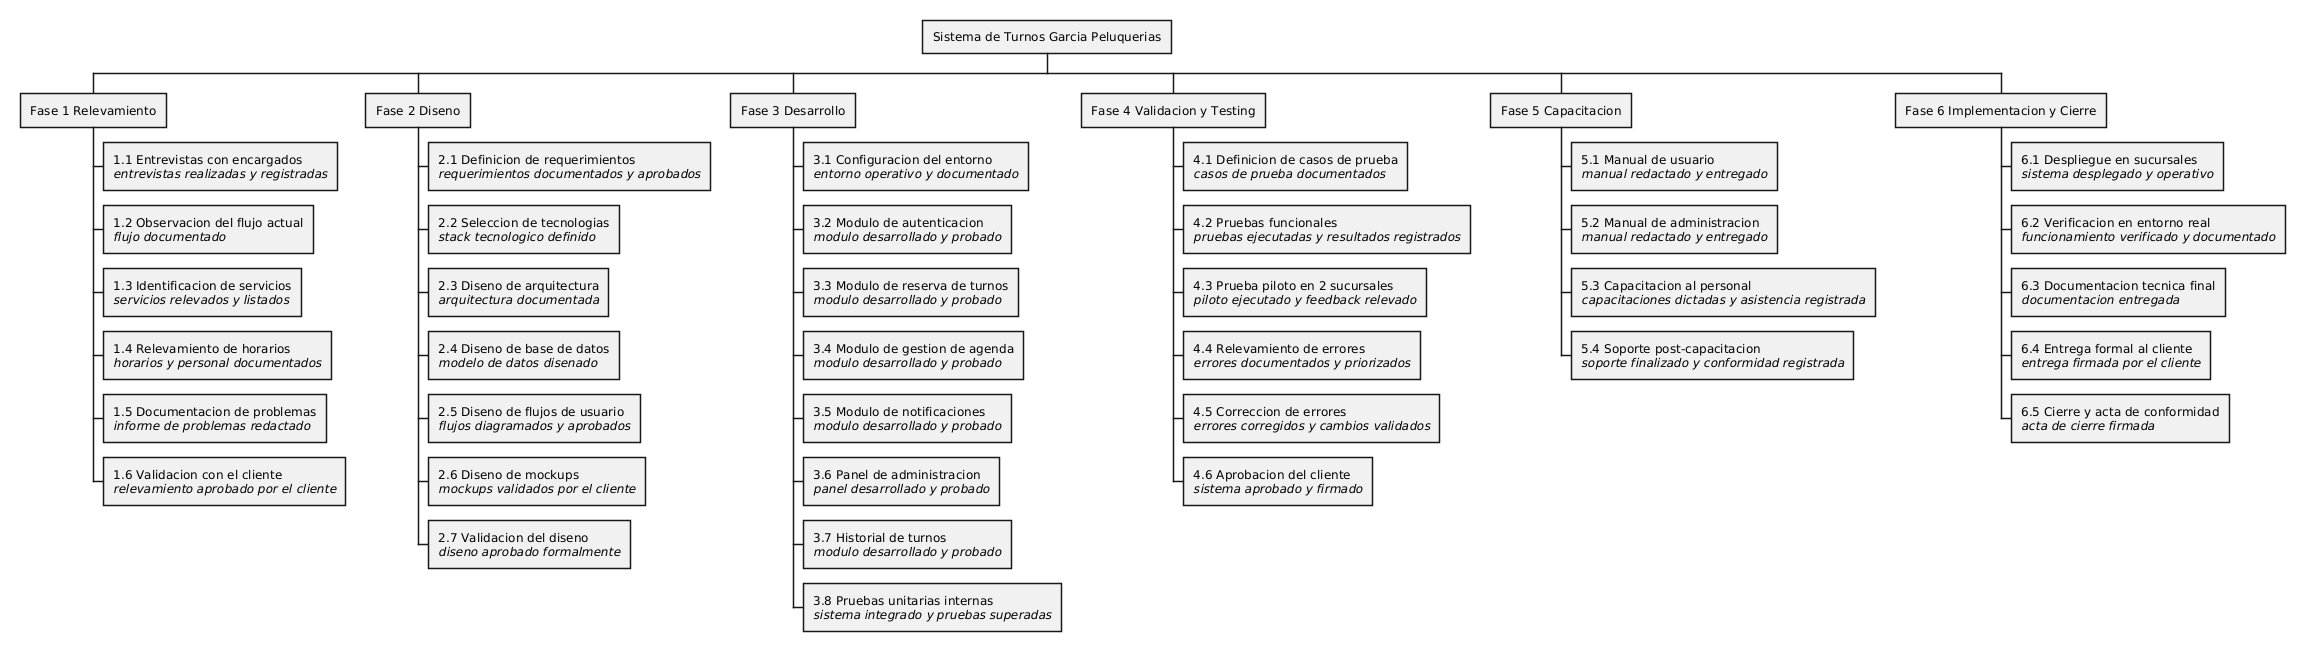 Sistema de Turnos Garcia Peluquerias
Fase 1 Relevamiento
1.1 Entrevistas con encargados
entrevistas realizadas y registradas
1.2 Observacion del flujo actual
flujo documentado
1.3 Identificacion de servicios
servicios relevados y listados
1.4 Relevamiento de horarios
horarios y personal documentados
1.5 Documentacion de problemas
informe de problemas redactado
1.6 Validacion con el cliente
relevamiento aprobado por el cliente
Fase 2 Diseno
2.1 Definicion de requerimientos
requerimientos documentados y aprobados
2.2 Seleccion de tecnologias
stack tecnologico definido
2.3 Diseno de arquitectura
arquitectura documentada
2.4 Diseno de base de datos
modelo de datos disenado
2.5 Diseno de flujos de usuario
flujos diagramados y aprobados
2.6 Diseno de mockups
mockups validados por el cliente
2.7 Validacion del diseno
diseno aprobado formalmente
Fase 3 Desarrollo
3.1 Configuracion del entorno
entorno operativo y documentado
3.2 Modulo de autenticacion
modulo desarrollado y probado
3.3 Modulo de reserva de turnos
modulo desarrollado y probado
3.4 Modulo de gestion de agenda
modulo desarrollado y probado
3.5 Modulo de notificaciones
modulo desarrollado y probado
3.6 Panel de administracion
panel desarrollado y probado
3.7 Historial de turnos
modulo desarrollado y probado
3.8 Pruebas unitarias internas
sistema integrado y pruebas superadas
Fase 4 Validacion y Testing
4.1 Definicion de casos de prueba
casos de prueba documentados
4.2 Pruebas funcionales
pruebas ejecutadas y resultados registrados
4.3 Prueba piloto en 2 sucursales
piloto ejecutado y feedback relevado
4.4 Relevamiento de errores
errores documentados y priorizados
4.5 Correccion de errores
errores corregidos y cambios validados
4.6 Aprobacion del cliente
sistema aprobado y firmado
Fase 5 Capacitacion
5.1 Manual de usuario
manual redactado y entregado
5.2 Manual de administracion
manual redactado y entregado
5.3 Capacitacion al personal
capacitaciones dictadas y asistencia registrada
5.4 Soporte post-capacitacion
soporte finalizado y conformidad registrada
Fase 6 Implementacion y Cierre
6.1 Despliegue en sucursales
sistema desplegado y operativo
6.2 Verificacion en entorno real
funcionamiento verificado y documentado
6.3 Documentacion tecnica final
documentacion entregada
6.4 Entrega formal al cliente
entrega firmada por el cliente
6.5 Cierre y acta de conformidad
acta de cierre firmada